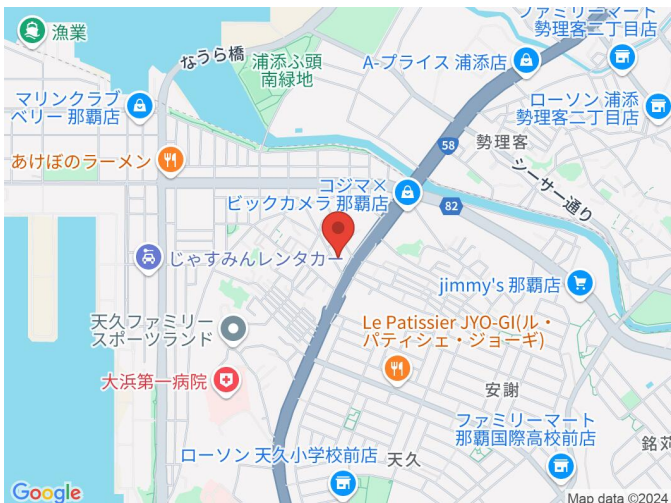 漁業
なうら橋
浦添ふ頭
南緑地
ファミリーマート
勢理客二丁目店
A-プライス 浦添店
マリンクラブ
ベリー 那覇店
ローソン 浦添
勢理客二丁目店
58
勢理客
あけぼのラーメン
シーサー通り
コジマ×
ビックカメラ 那覇店
82
じゃすみんレンタカー
jimmy's 那覇店
天久ファミリー
スポーツランド
Le Patissier JYO-GI(ル・
パティシェ・ジョーギ)
大浜第一病院
安謝
ファミリーマート
那覇国際高校前店
銘苅
ローソン 天久小学校前店
天久
Google
Map data ©2024